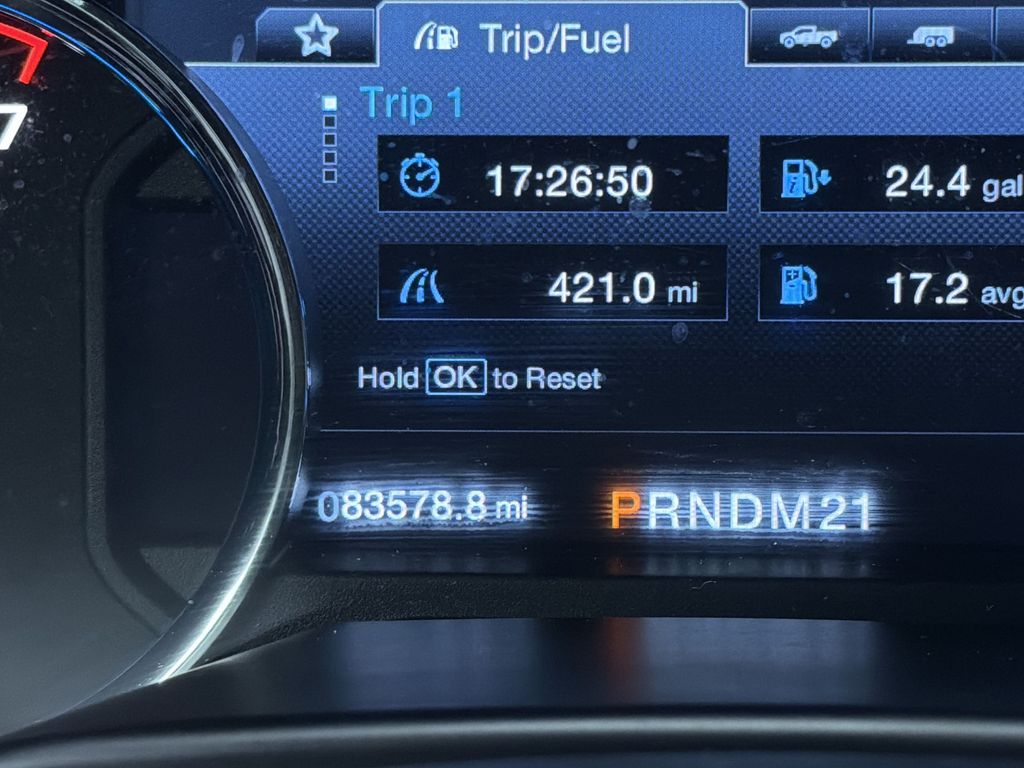 Trip/Fuel
7
Trip 1
17:26:50
24.4 gal
421.0 mi
17.2 avg
Hold OK to Reset
083578.8 mi
PRNDM21